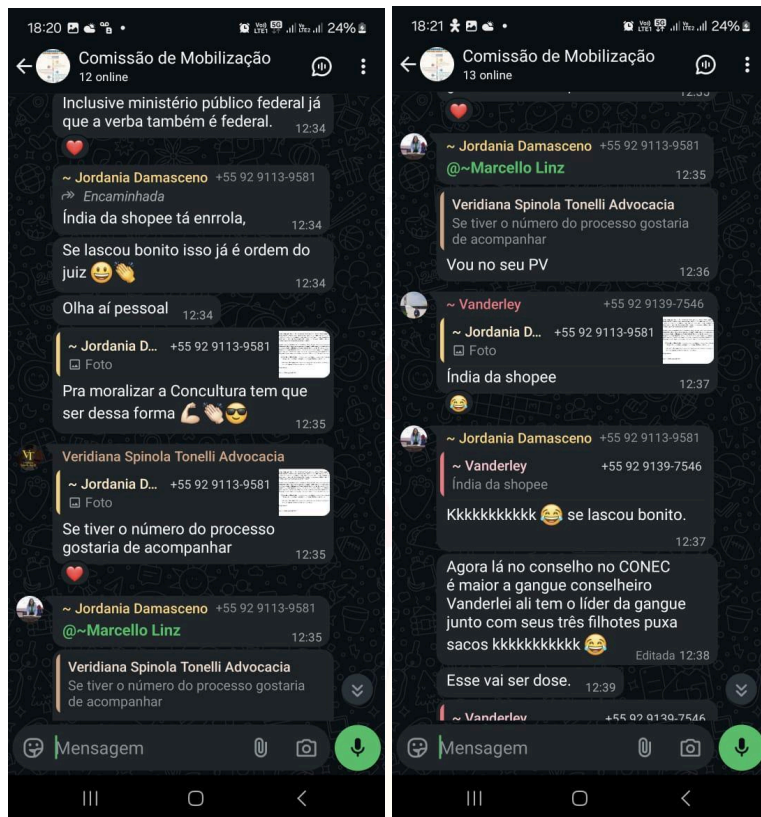 18:20
24%
Comissão de Mobilização
12 online
Inclusive ministério público federal já
que a verba também é federal.
12:34
~ Jordania Damasceno +55 92 9113-9581
Encaminhada
Índia da shopee tá enrrola,
12:34
Se lascou bonito isso já é ordem do
juiz
12:34
Olha aí pessoal
12:34
~ Jordania D... +55 92 9113-9581
Foto
Pra moralizar a Concultura tem que
ser dessa forma
12:35
Veridiana Spinola Tonelli Advocacia
~ Jordania D... +55 92 9113-9581
Foto
Se tiver o número do processo
gostaria de acompanhar
12:35
~ Jordania Damasceno +55 92 9113-9581
@~Marcello Linz
12:35
Veridiana Spinola Tonelli Advocacia
Se tiver o número do processo gostaria
de acompanhar
Mensagem
18:21
24%
Comissão de Mobilização
13 online
12:35
~ Jordania Damasceno +55 92 9113-9581
@~Marcello Linz
12:35
Veridiana Spinola Tonelli Advocacia
Se tiver o número do processo gostaria
de acompanhar
Vou no seu PV
12:36
~ Vanderley +55 92 9139-7546
~ Jordania D... +55 92 9113-9581
Foto
Índia da shopee
12:37
~ Jordania Damasceno +55 92 9113-9581
~ Vanderley +55 92 9139-7546
Índia da shopee
Kkkkkkkkkkk se lascou bonito.
12:37
Agora lá no conselho no CONEC
é maior a gangue conselheiro
Vanderlei ali tem o líder da gangue
junto com seus três filhotes puxa
sacos kkkkkkkkkkk
Editada 12:38
Esse vai ser dose.
12:39
~ Vanderley +55 92 9139-7546
Mensagem